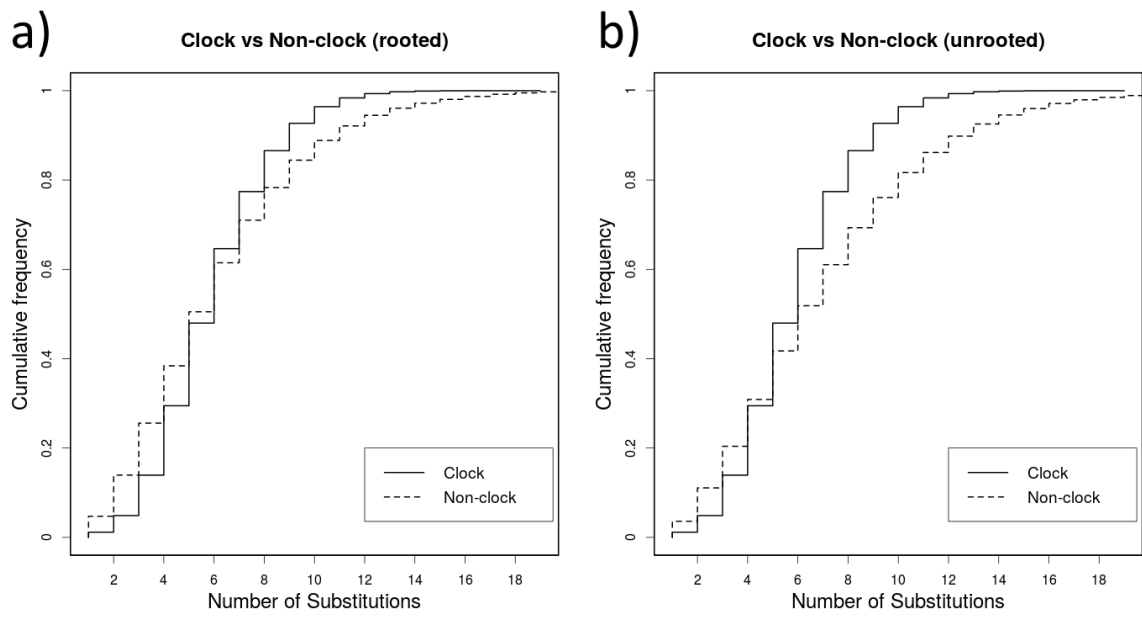 a)
Clock vs Non-clock (rooted)
Cumulative frequency
1
0.8
0.6
0.4
0.2
0
Clock
Non-clock
2 4 6 8 10 12 14 16 18
Number of Substitutions
b)
Clock vs Non-clock (unrooted)
Cumulative frequency
1
0.8
0.6
0.4
0.2
0
Clock
Non-clock
2 4 6 8 10 12 14 16 18
Number of Substitutions